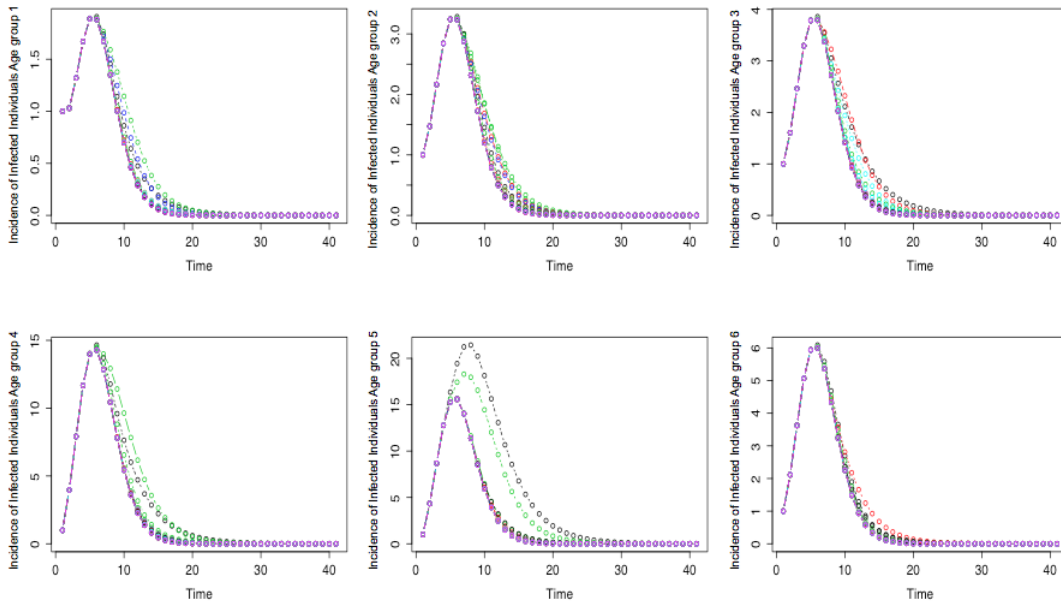 Incidence of Infected Individuals Age group 1
0.0 0.5 1.0 1.5
0 10 20 30 40
Time
Incidence of Infected Individuals Age group 2
0.0 1.0 2.0 3.0
0 10 20 30 40
Time
Incidence of Infected Individuals Age group 3
0 1 2 3 4
0 10 20 30 40
Time
Incidence of Infected Individuals Age group 4
0 5 10 15
0 10 20 30 40
Time
Incidence of Infected Individuals Age group 5
0 5 10 15 20
0 10 20 30 40
Time
Incidence of Infected Individuals Age group 6
0 1 2 3 4 5 6
0 10 20 30 40
Time